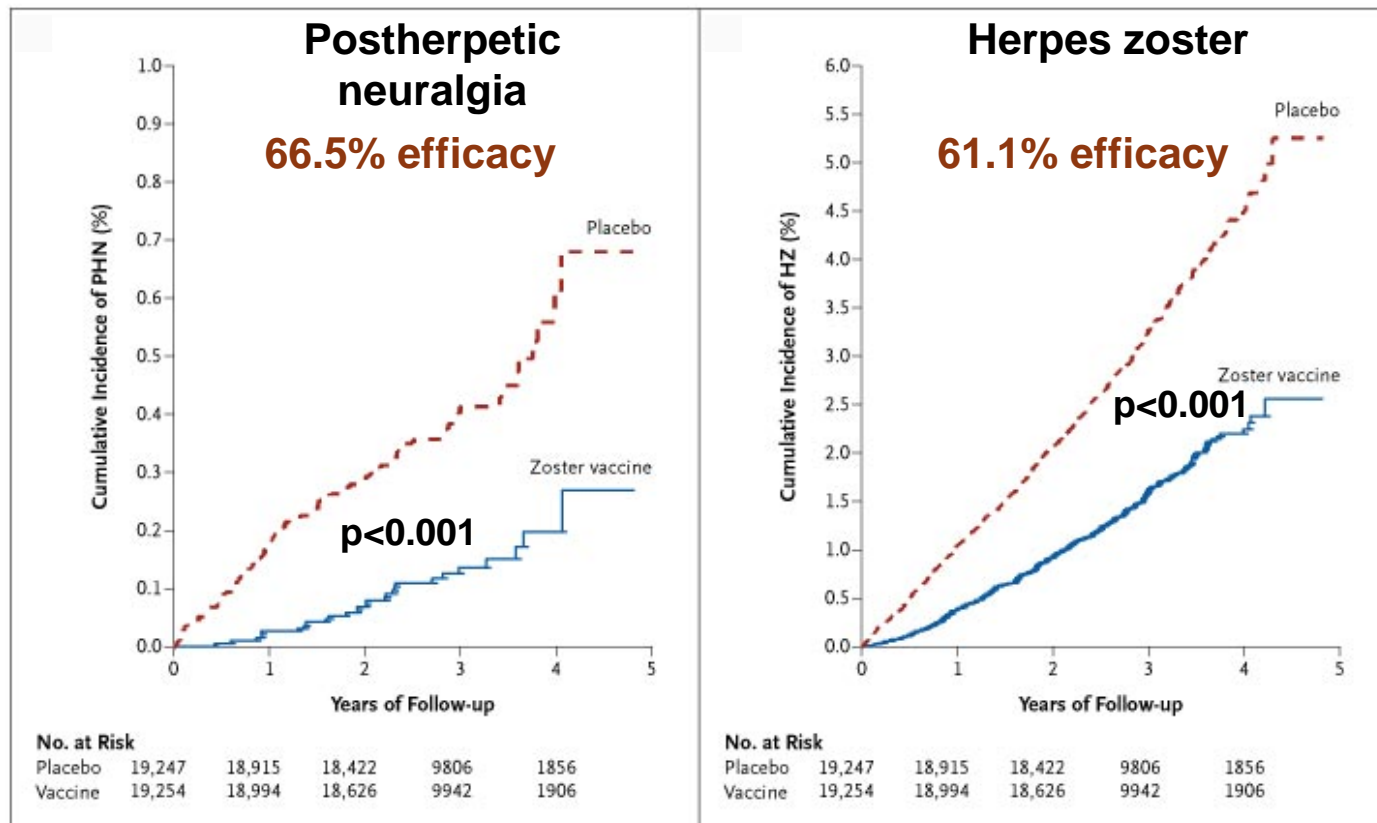 Postherpetic
neuralgia
66.5% efficacy
1.0
0.9
0.8
0.7
0.6
0.5
0.4
0.3
0.2
0.1
0.0
Cumulative Incidence of PHN (%)
Placebo
Zoster vaccine
p<0.001
0 1 2 3 4 5
Years of Follow-up
No. at Risk
Placebo 19,247 18,915 18,422 9806 1856
Vaccine 19,254 18,994 18,626 9942 1906
Herpes zoster
61.1% efficacy
6.0
5.5
5.0
4.5
4.0
3.5
3.0
2.5
2.0
1.5
1.0
0.5
0.0
Cumulative Incidence of HZ (%)
Placebo
Zoster vaccine
p<0.001
0 1 2 3 4 5
Years of Follow-up
No. at Risk
Placebo 19,247 18,915 18,422 9806 1856
Vaccine 19,254 18,994 18,626 9942 1906